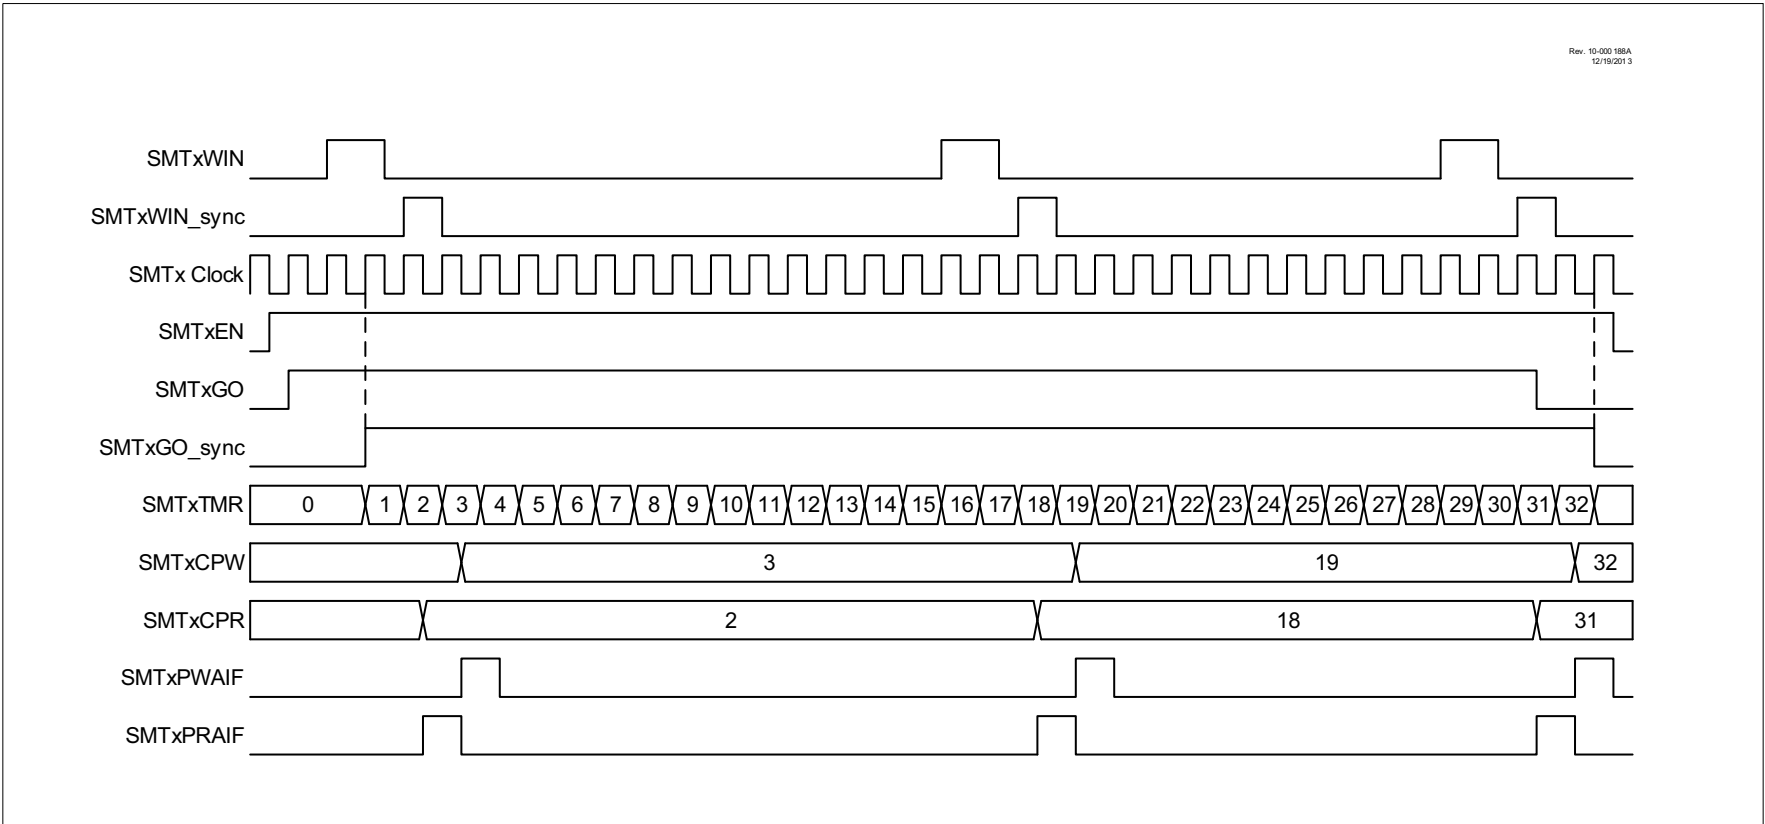 Rev. 10-000 188A
12/19/201 3
SMTxWIN
SMTxWIN_sync
SMTx Clock
SMTxEN
SMTxGO
SMTxGO_sync
SMTxTMR 0 1 2 3 4 5 6 7 8 9 10 11 12 13 14 15 16 17 18 19 20 21 22 23 24 25 26 27 28 29 30 31 32
SMTxCPW 3 19 32
SMTxCPR 2 18 31
SMTxPWAIF
SMTxPRAIF